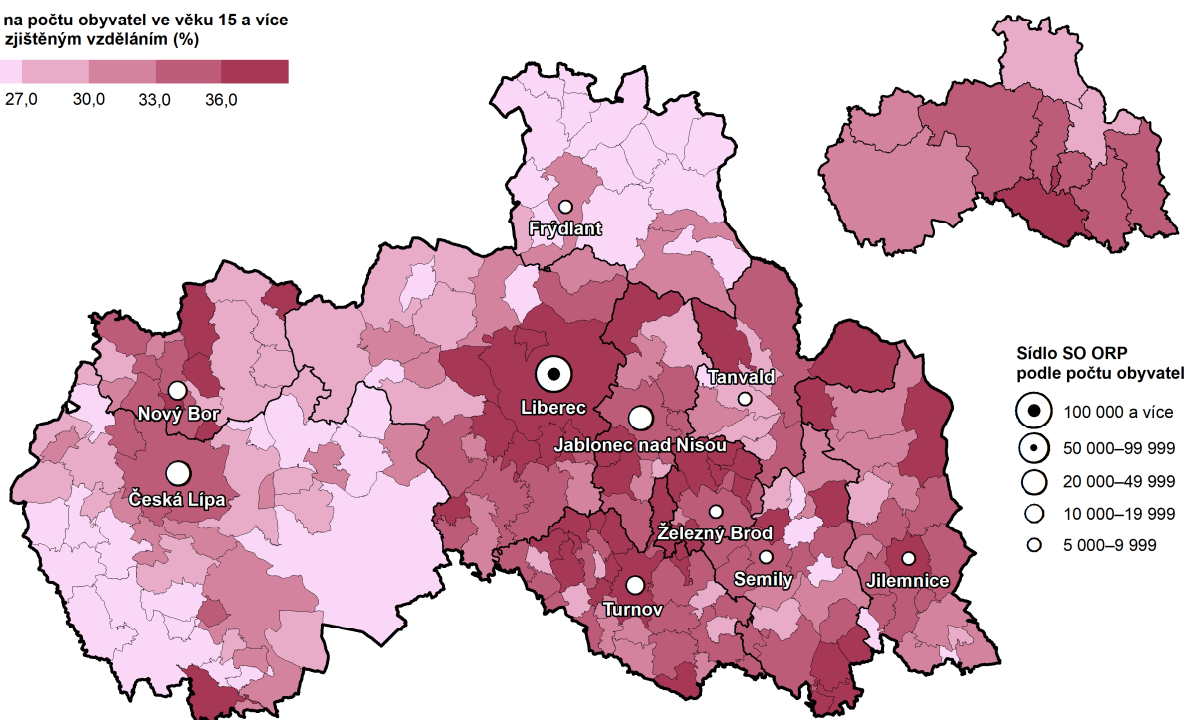 na počtu obyvatel ve věku 15 a více
zjištěným vzděláním (%)
27,0 30,0 33,0 36,0
Frýdlant
Liberec
Tanvald
Nový Bor
Jablonec nad Nisou
Česká Lípa
Železný Brod
Semily
Jilemnice
Turnov
Sídlo SO ORP
podle počtu obyvatel
100 000 a více
50 000–99 999
20 000–49 999
10 000–19 999
5 000–9 999